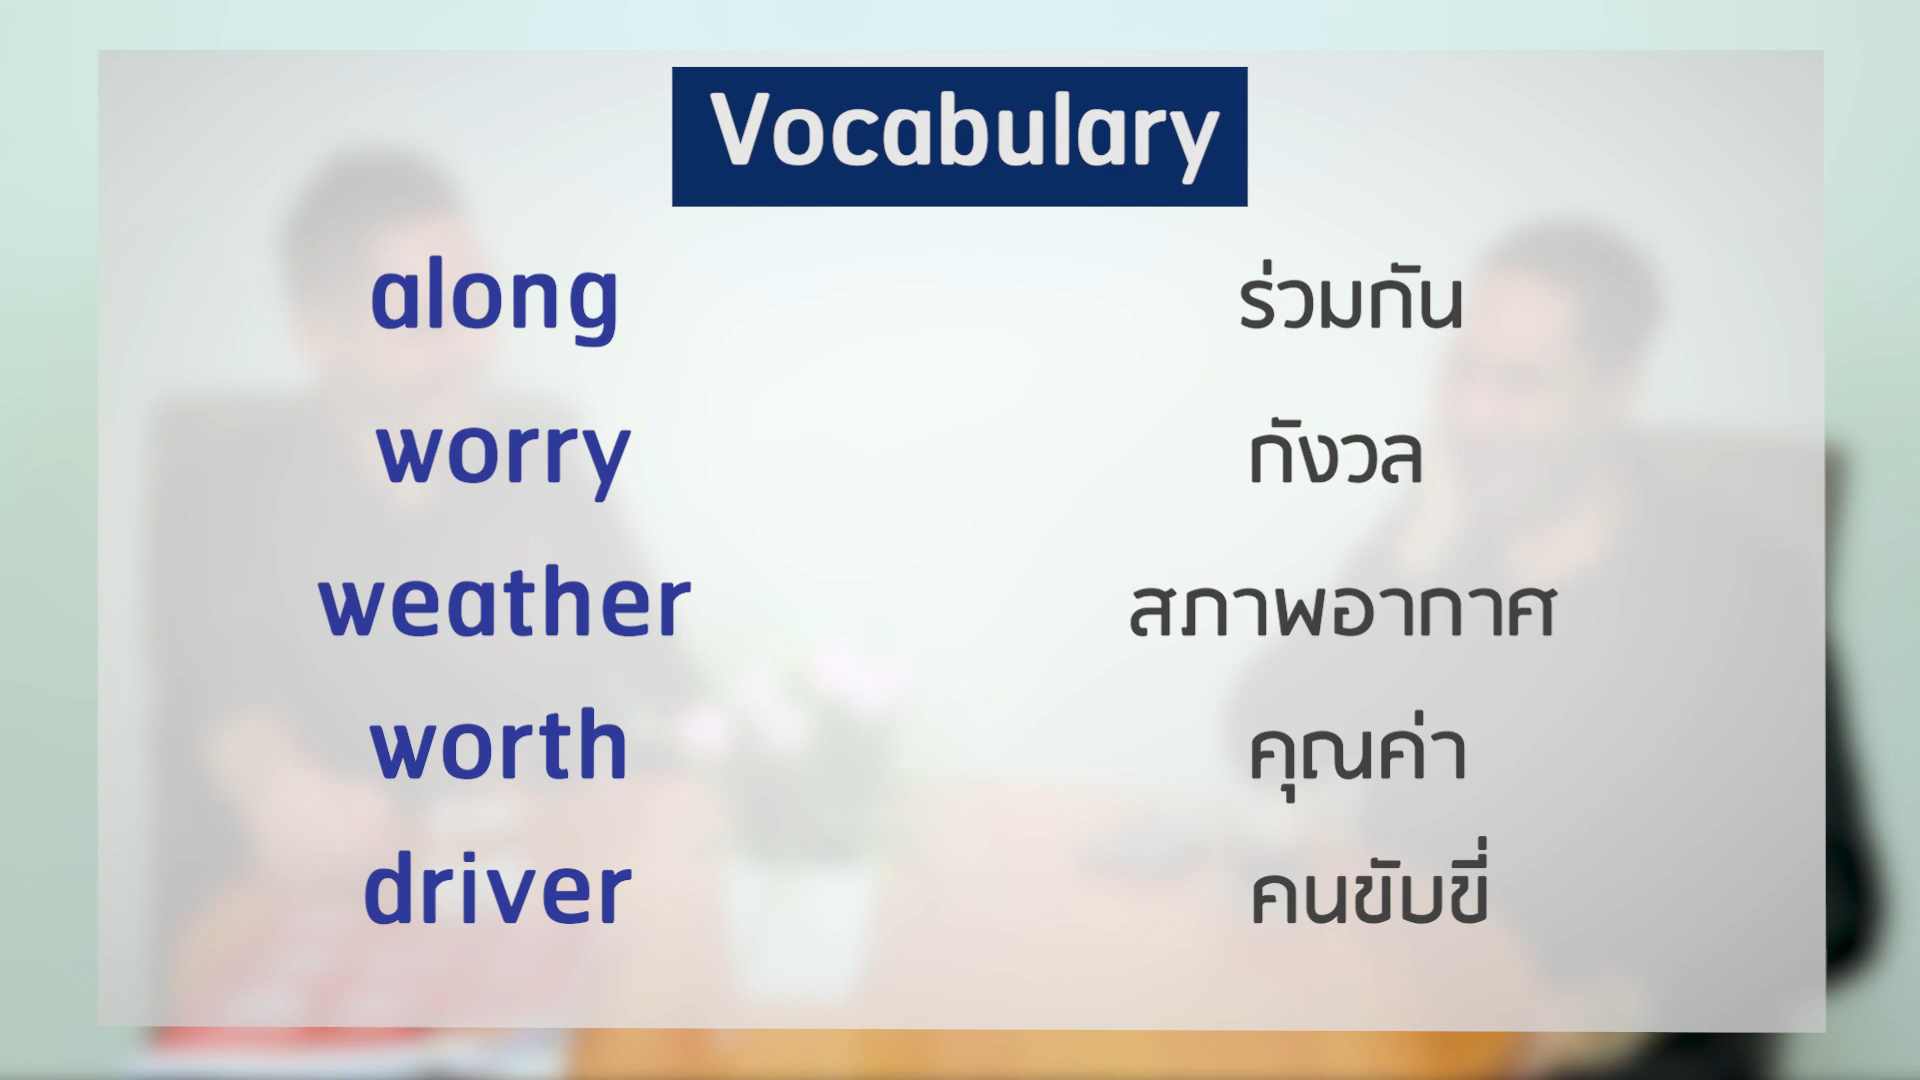 Vocabulary
along ร่วมกัน
worry กังวล
weather สภาพอากาศ
worth คุณค่า
driver คนขับขี่